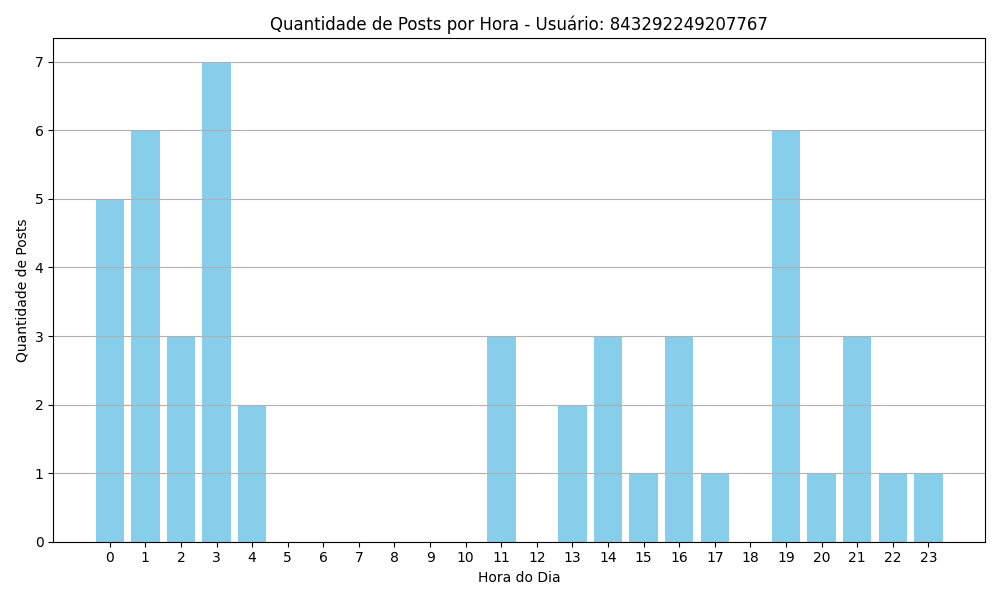 Quantidade de Posts por Hora - Usuário: 843292249207767
Quantidade de Posts
7
6
5
4
3
2
1
0
0 1 2 3 4 5 6 7 8 9 10 11 12 13 14 15 16 17 18 19 20 21 22 23
Hora do Dia